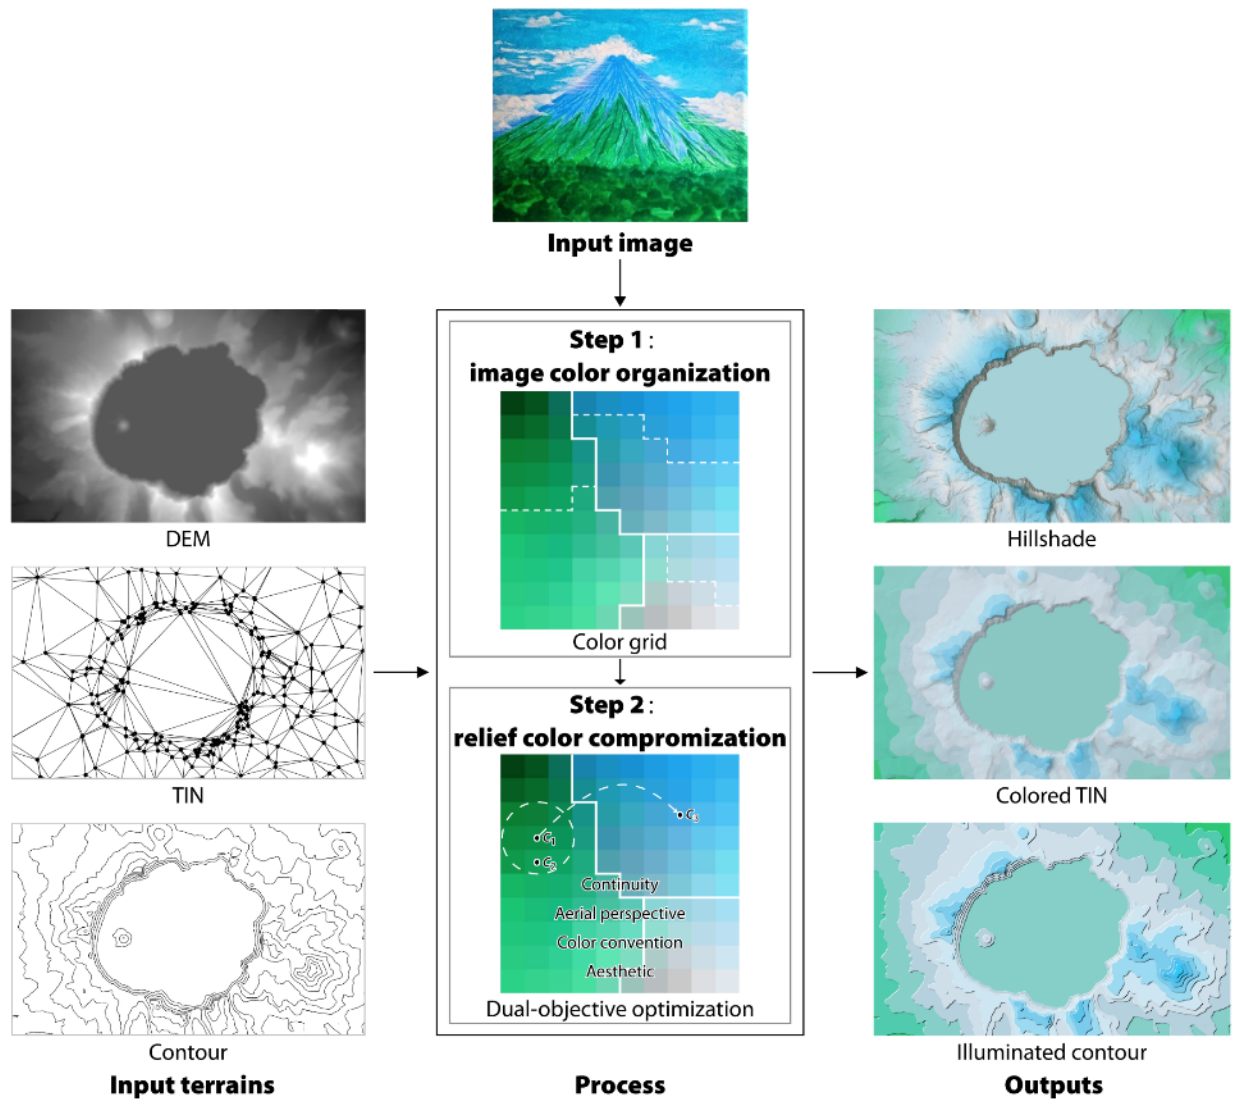 Input image
Step 1:
image color organization
Color grid
Step 2:
relief color compromization
C1
C2
C3
Continuity
Aerial perspective
Color convention
Aesthetic
Dual-objective optimization
DEM
TIN
Contour
Input terrains
Process
Hillshade
Colored TIN
Illuminated contour
Outputs